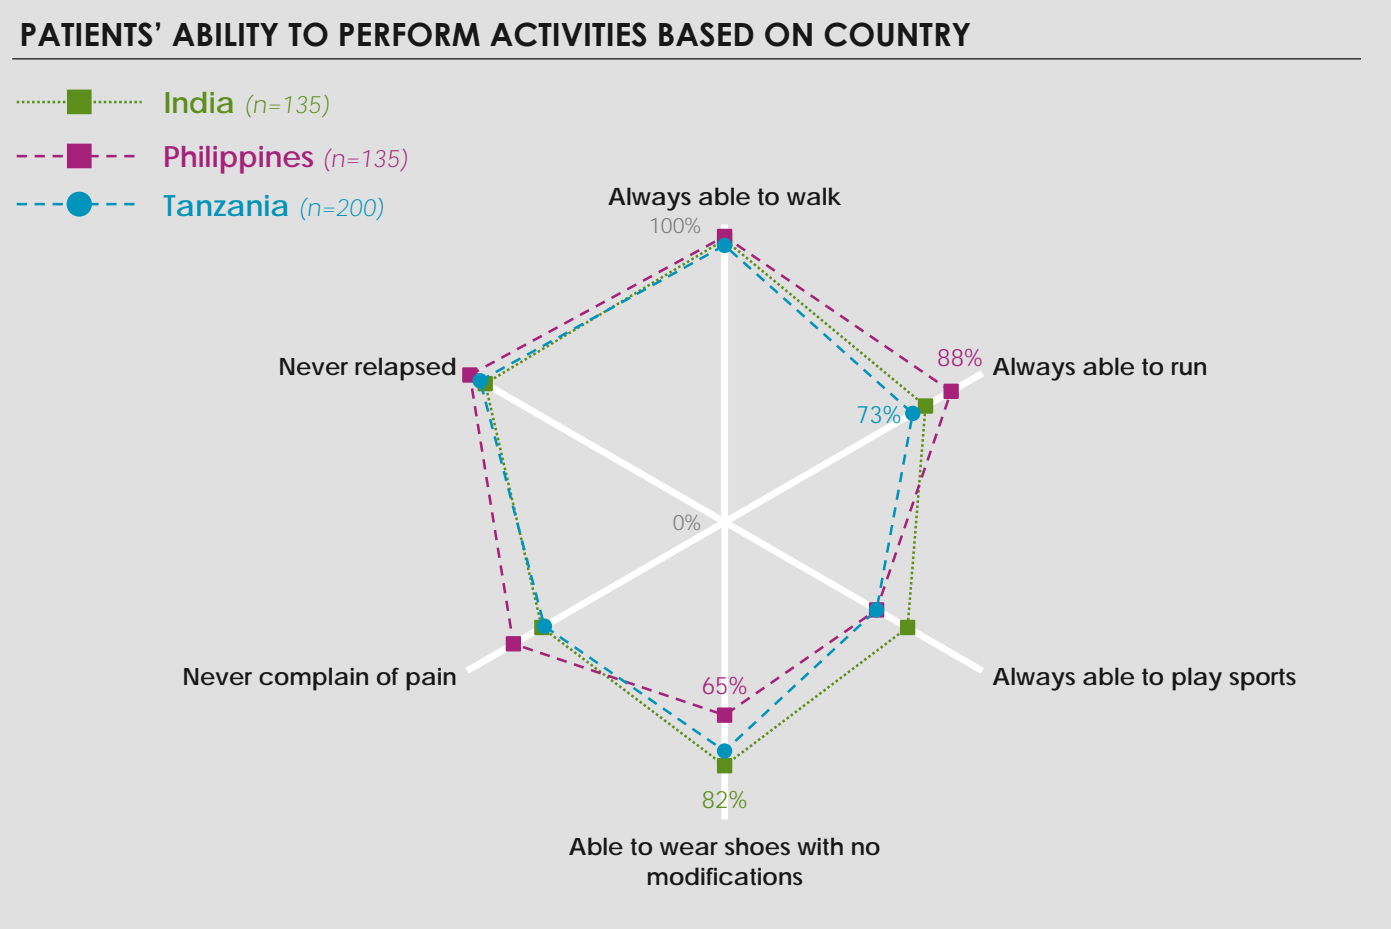 PATIENTS’ ABILITY TO PERFORM ACTIVITIES BASED ON COUNTRY
India (n=135)
Philippines (n=135)
Tanzania (n=200)
Always able to walk
100%
88%
Always able to run
Never relapsed
73%
0%
Never complain of pain
65%
Always able to play sports
82%
Able to wear shoes with no
modifications